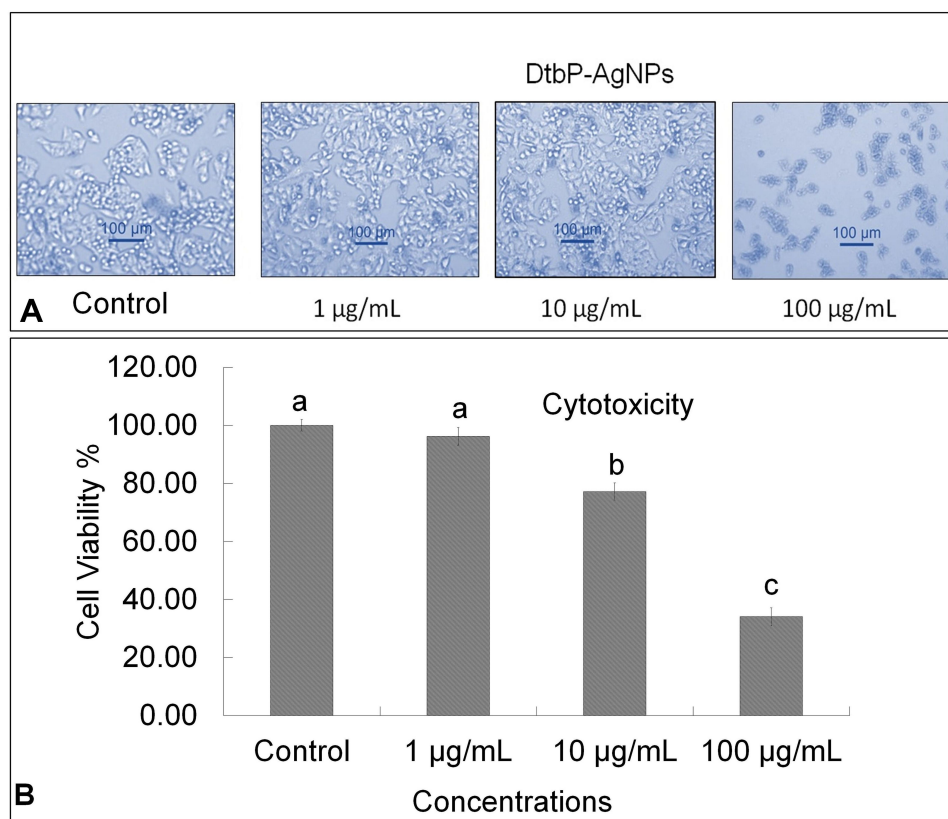 DtbP-AgNPs
100 µm
100 µm
100 µm
100 µm
A
Control
1 µg/mL
10 µg/mL
100 µg/mL
120.00
100.00
80.00
60.00
40.00
20.00
0.00
Cell Viability %
Cytotoxicity
a
a
b
c
Control
1 µg/mL
10 µg/mL
100 µg/mL
Concentrations
B